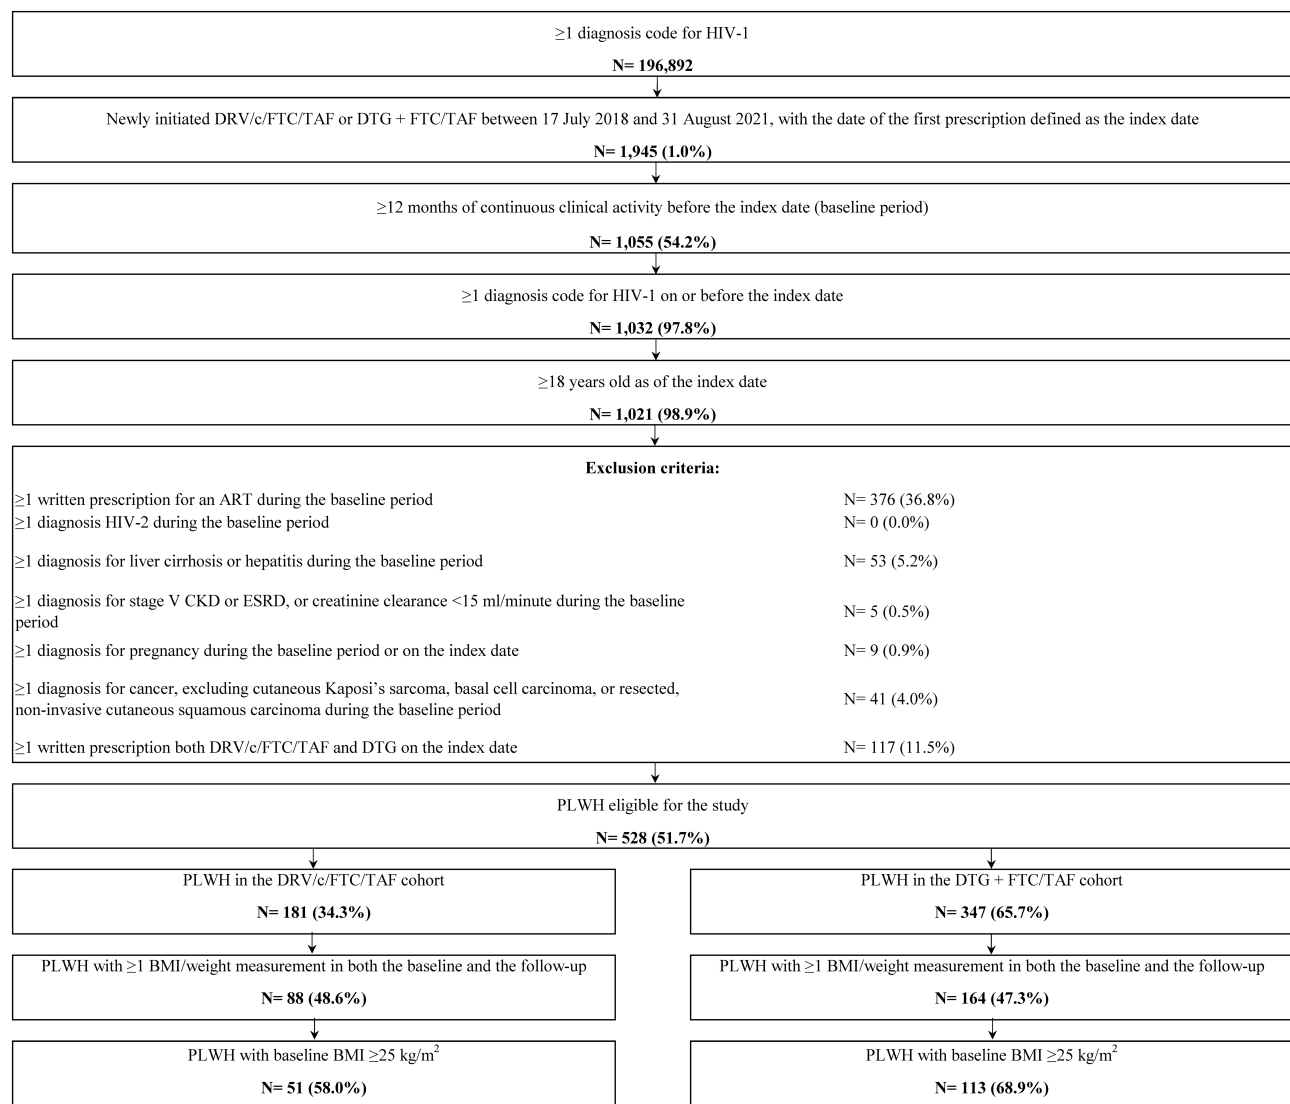 ≥1 diagnosis code for HIV-1
N= 196,892
Newly initiated DRV/c/FTC/TAF or DTG + FTC/TAF between 17 July 2018 and 31 August 2021, with the date of the first prescription defined as the index date
N= 1,945 (1.0%)
≥12 months of continuous clinical activity before the index date (baseline period)
N= 1,055 (54.2%)
≥1 diagnosis code for HIV-1 on or before the index date
N= 1,032 (97.8%)
≥18 years old as of the index date
N= 1,021 (98.9%)
Exclusion criteria:
≥1 written prescription for an ART during the baseline period N= 376 (36.8%)
≥1 diagnosis HIV-2 during the baseline period N= 0 (0.0%)
≥1 diagnosis for liver cirrhosis or hepatitis during the baseline period N= 53 (5.2%)
≥1 diagnosis for stage V CKD or ESRD, or creatinine clearance <15 ml/minute during the baseline
period N= 5 (0.5%)
≥1 diagnosis for pregnancy during the baseline period or on the index date N= 9 (0.9%)
≥1 diagnosis for cancer, excluding cutaneous Kaposi's sarcoma, basal cell carcinoma, or resected,
non-invasive cutaneous squamous carcinoma during the baseline period N= 41 (4.0%)
≥1 written prescription both DRV/c/FTC/TAF and DTG on the index date N= 117 (11.5%)
PLWH eligible for the study
N= 528 (51.7%)
PLWH in the DRV/c/FTC/TAF cohort
N= 181 (34.3%)
PLWH in the DTG + FTC/TAF cohort
N= 347 (65.7%)
PLWH with ≥1 BMI/weight measurement in both the baseline and the follow-up
N= 88 (48.6%)
PLWH with ≥1 BMI/weight measurement in both the baseline and the follow-up
N= 164 (47.3%)
PLWH with baseline BMI ≥25 kg/m²
N= 51 (58.0%)
PLWH with baseline BMI ≥25 kg/m²
N= 113 (68.9%)